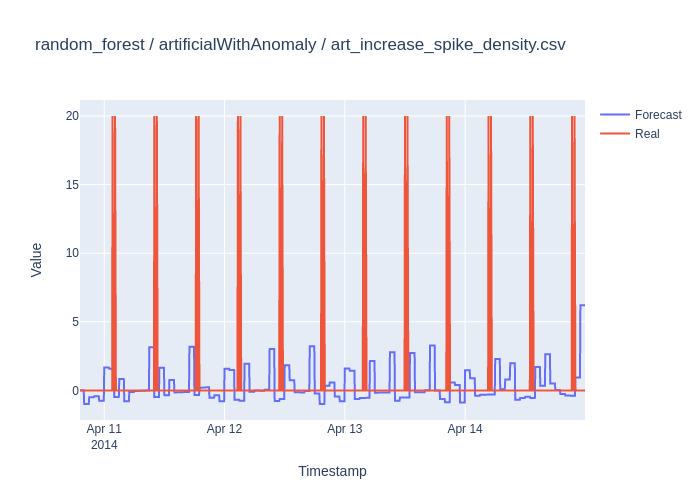 random_forest / artificialWithAnomaly / art_increase_spike_density.csv
Forecast
Real
20
15
10
5
0
Value
Apr 11
2014
Apr 12
Apr 13
Apr 14
Timestamp